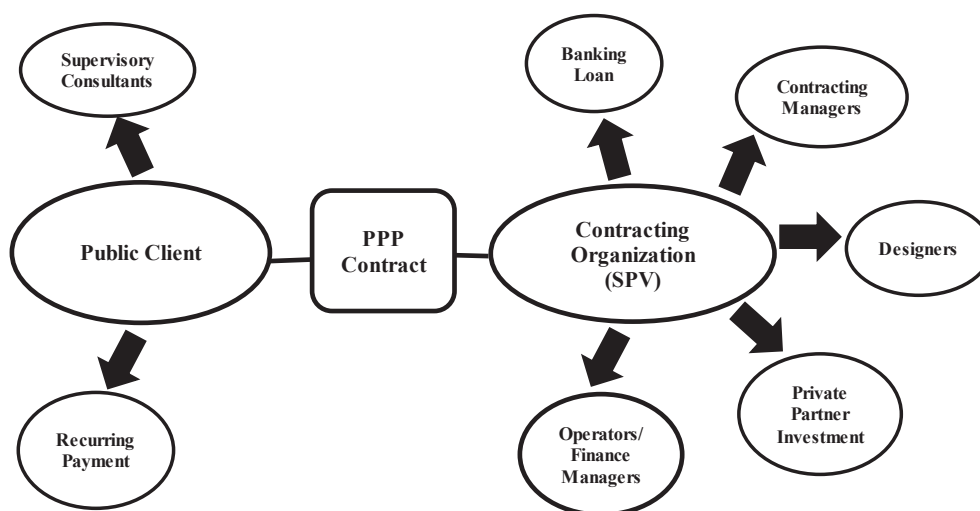 Supervisory
Consultants
Banking
Loan
Contracting
Managers
Public Client
PPP
Contract
Contracting
Organization
(SPV)
Designers
Recurring
Payment
Operators/
Finance
Managers
Private
Partner
Investment